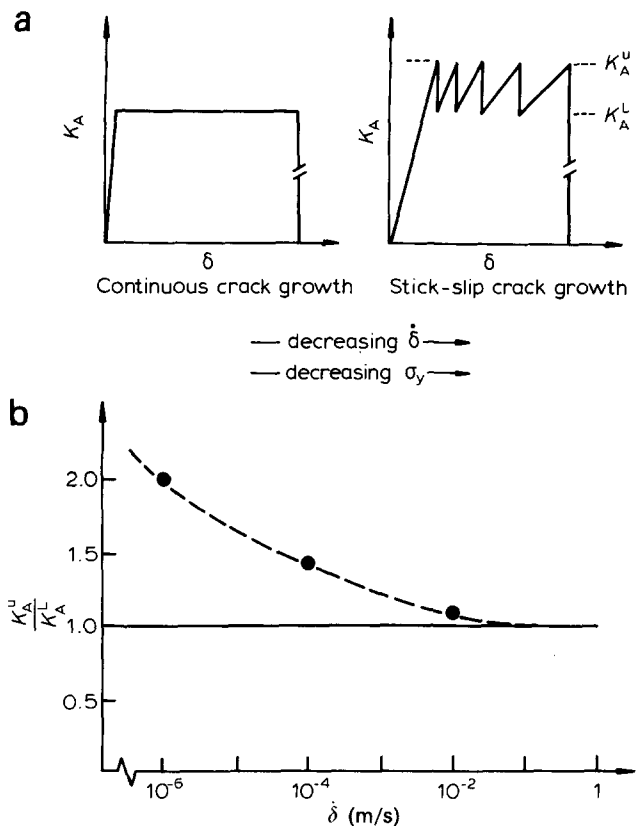 a
K_A
δ
Continuous crack growth
K_A
K_A^U
K_A^L
δ
Stick-slip crack growth
decreasing δ̇
decreasing σ_y
b
K_A^U / K_A^L
2.0
1.5
1.0
0.5
10⁻⁶ 10⁻⁴ 10⁻² 1
δ̇ (m/s)